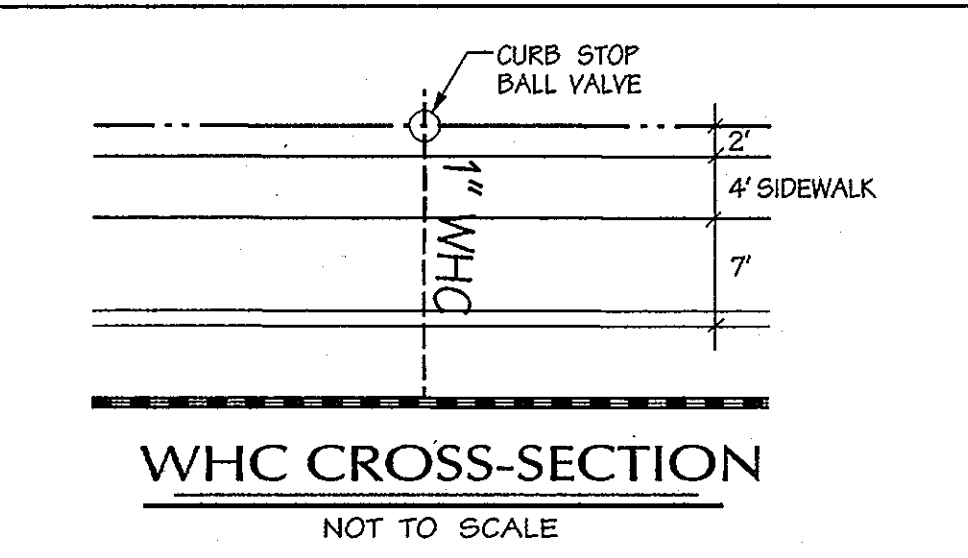 CURB STOP
BALL VALVE
2'
4' SIDEWALK
1" WHC
7'
WHC CROSS-SECTION
NOT TO SCALE